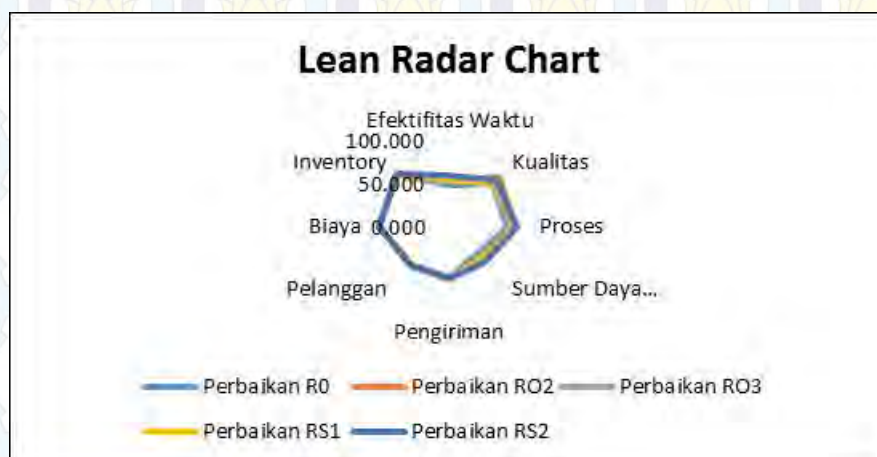 Lean Radar Chart
Efektifitas Waktu
100.000
Inventory
Kualitas
50.000
Biaya
0.000
Proses
Pelanggan
Sumber Daya...
Pengiriman
Perbaikan R0
Perbaikan RO2
Perbaikan RO3
Perbaikan RS1
Perbaikan RS2